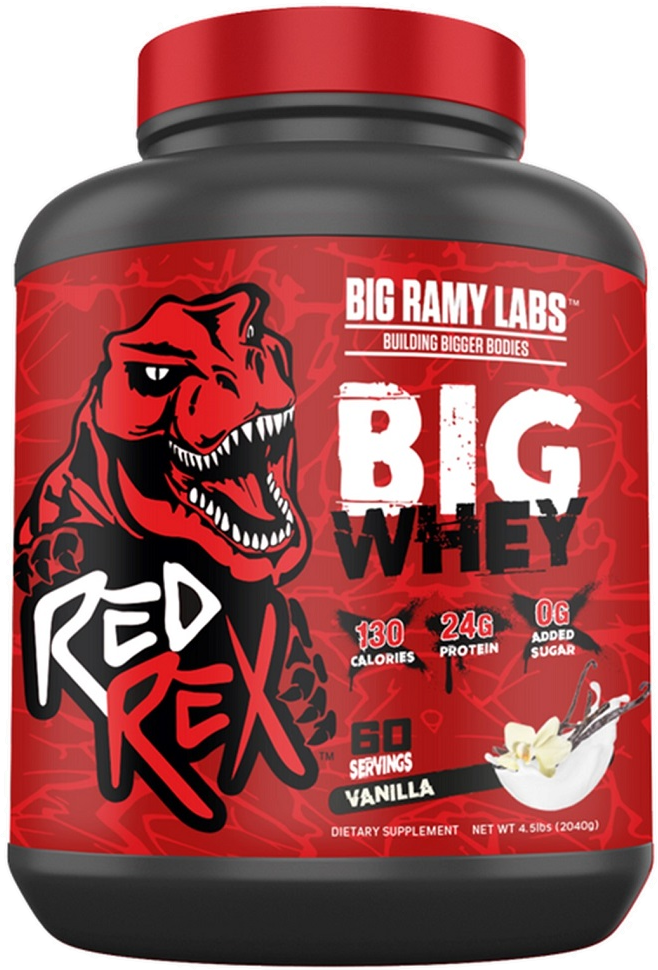 BIG RAMY LABS™
BUILDING BIGGER BODIES
BIG
WHEY
RED
REX™
130
CALORIES
24G
PROTEIN
0G
ADDED
SUGAR
60
SERVINGS
VANILLA
DIETARY SUPPLEMENT NET WT 4.5lbs (2040g)